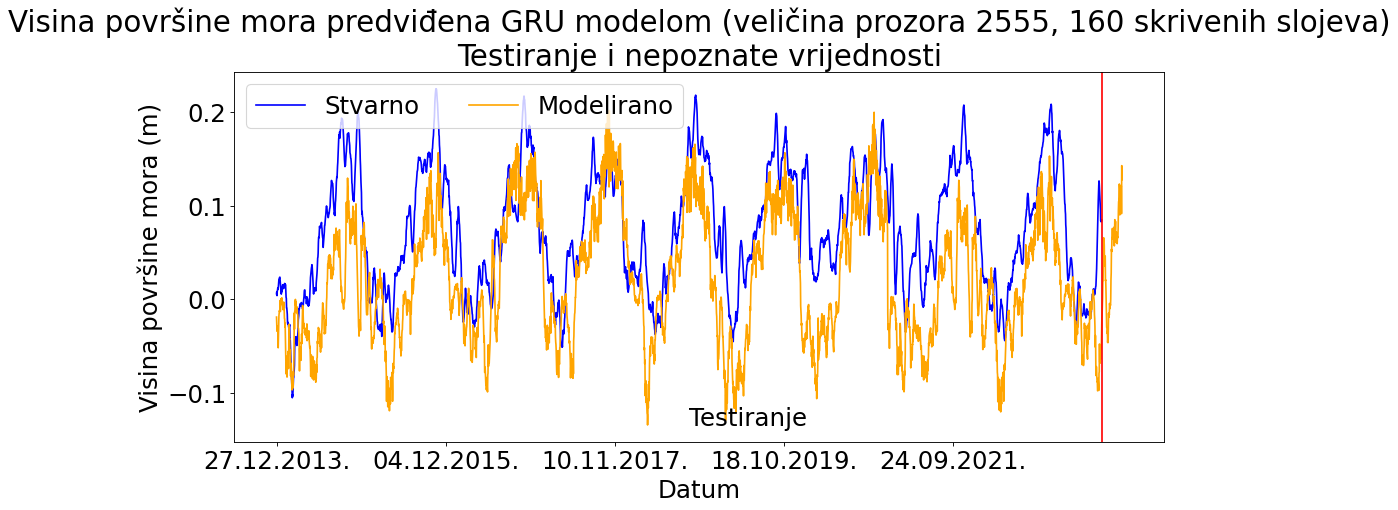 Visina površine mora predviđena GRU modelom (veličina prozora 2555, 160 skrivenih slojeva)
Testiranje i nepoznate vrijednosti
Stvarno
Modelirano
Visina površine mora (m)
0.2
0.1
0.0
−0.1
Testiranje
27.12.2013.
04.12.2015.
10.11.2017.
18.10.2019.
24.09.2021.
Datum